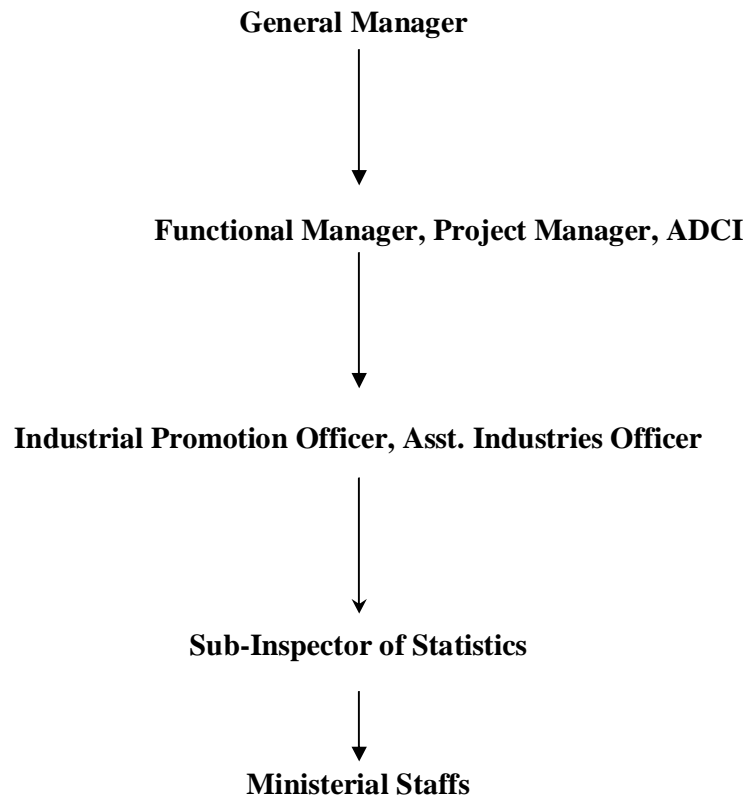 General Manager
Functional Manager, Project Manager, ADCI
Industrial Promotion Officer, Asst. Industries Officer
Sub-Inspector of Statistics
Ministerial Staffs